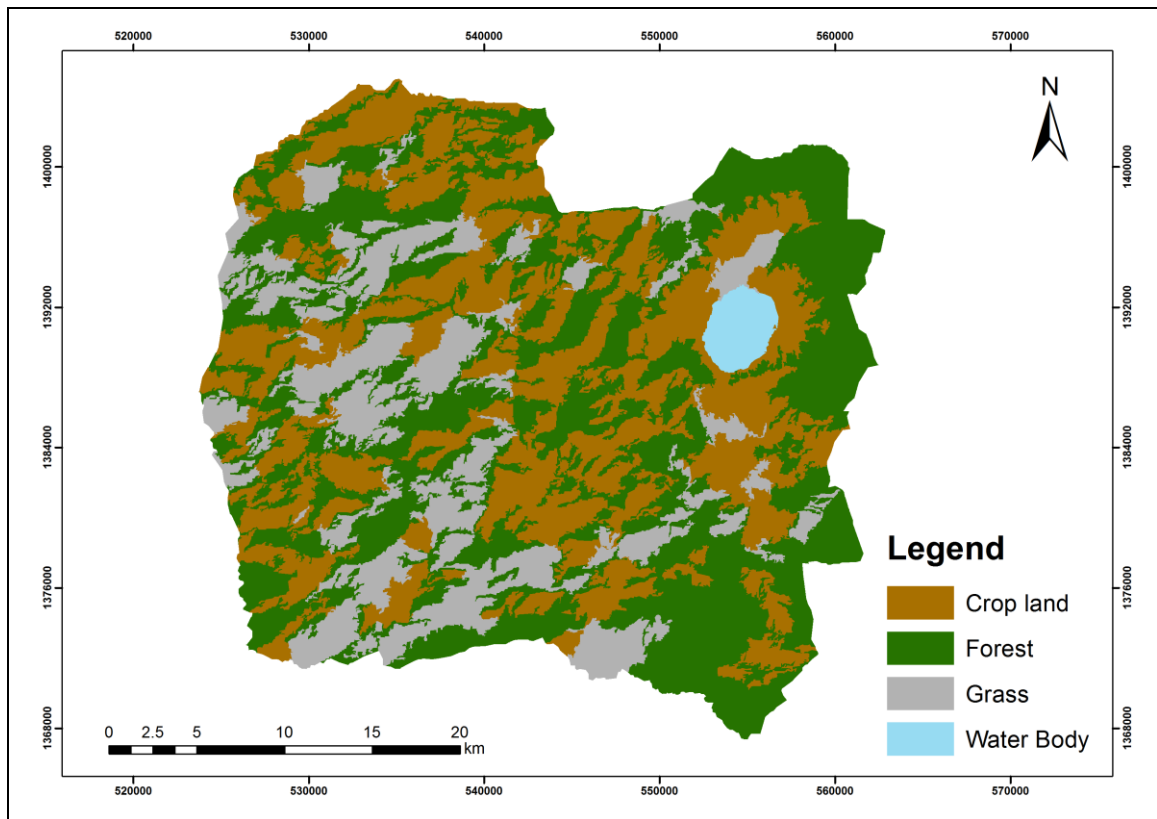 520000 530000 540000 550000 560000 570000
N
1400000 1400000
1392000 1392000
1384000 1384000
Legend
1376000 1376000
Crop land
Forest
Grass
Water Body
1368000 1368000
0 2.5 5 10 15 20
km
520000 530000 540000 550000 560000 570000